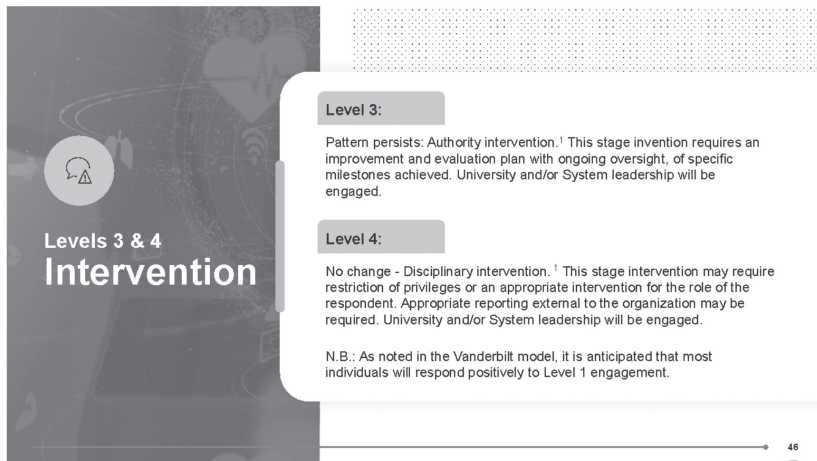 Levels 3 & 4
Intervention
Level 3:
Pattern persists: Authority intervention.1 This stage invention requires an
improvement and evaluation plan with ongoing oversight, of specific
milestones achieved. University and/or System leadership will be
engaged.
Level 4:
No change - Disciplinary intervention. 1 This stage intervention may require
restriction of privileges or an appropriate intervention for the role of the
respondent. Appropriate reporting external to the organization may be
required. University and/or System leadership will be engaged.
N.B.: As noted in the Vanderbilt model, it is anticipated that most
individuals will respond positively to Level 1 engagement.
46